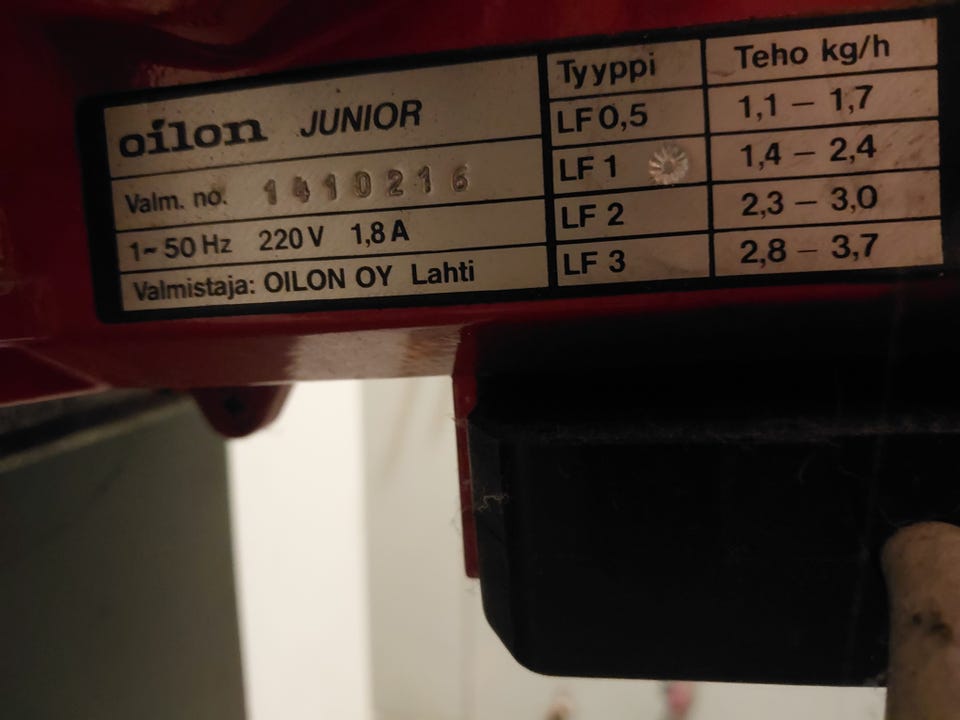 oilon JUNIOR
Valm. no. 1410216
1~ 50 Hz 220 V 1,8 A
Valmistaja: OILON OY Lahti
Tyyppi Teho kg/h
LF 0,5 1,1 – 1,7
LF 1 1,4 – 2,4
LF 2 2,3 – 3,0
LF 3 2,8 – 3,7